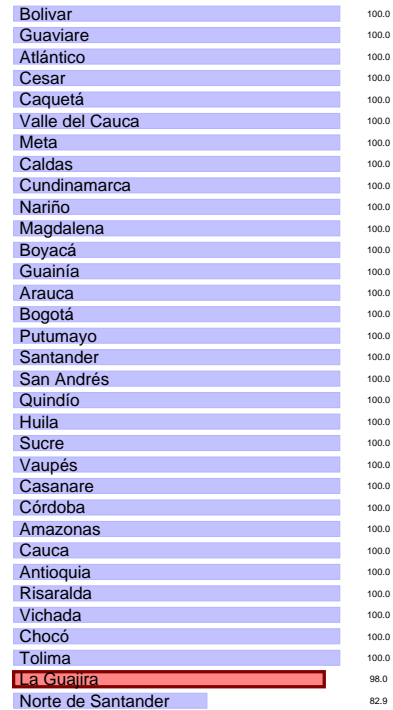 Bolivar 100.0
Guaviare 100.0
Atlántico 100.0
Cesar 100.0
Caquetá 100.0
Valle del Cauca 100.0
Meta 100.0
Caldas 100.0
Cundinamarca 100.0
Nariño 100.0
Magdalena 100.0
Boyacá 100.0
Guainía 100.0
Arauca 100.0
Bogotá 100.0
Putumayo 100.0
Santander 100.0
San Andrés 100.0
Quindío 100.0
Huila 100.0
Sucre 100.0
Vaupés 100.0
Casanare 100.0
Córdoba 100.0
Amazonas 100.0
Cauca 100.0
Antioquia 100.0
Risaralda 100.0
Vichada 100.0
Chocó 100.0
Tolima 100.0
La Guajira 98.0
Norte de Santander 82.9